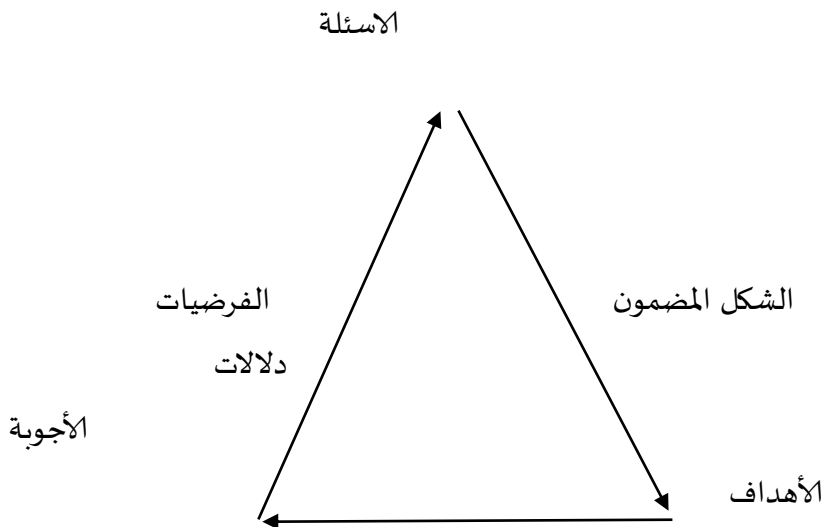 الاسئلة
الشكل المضمون
الفرضيات
دلالات
الأجوبة
الأهداف